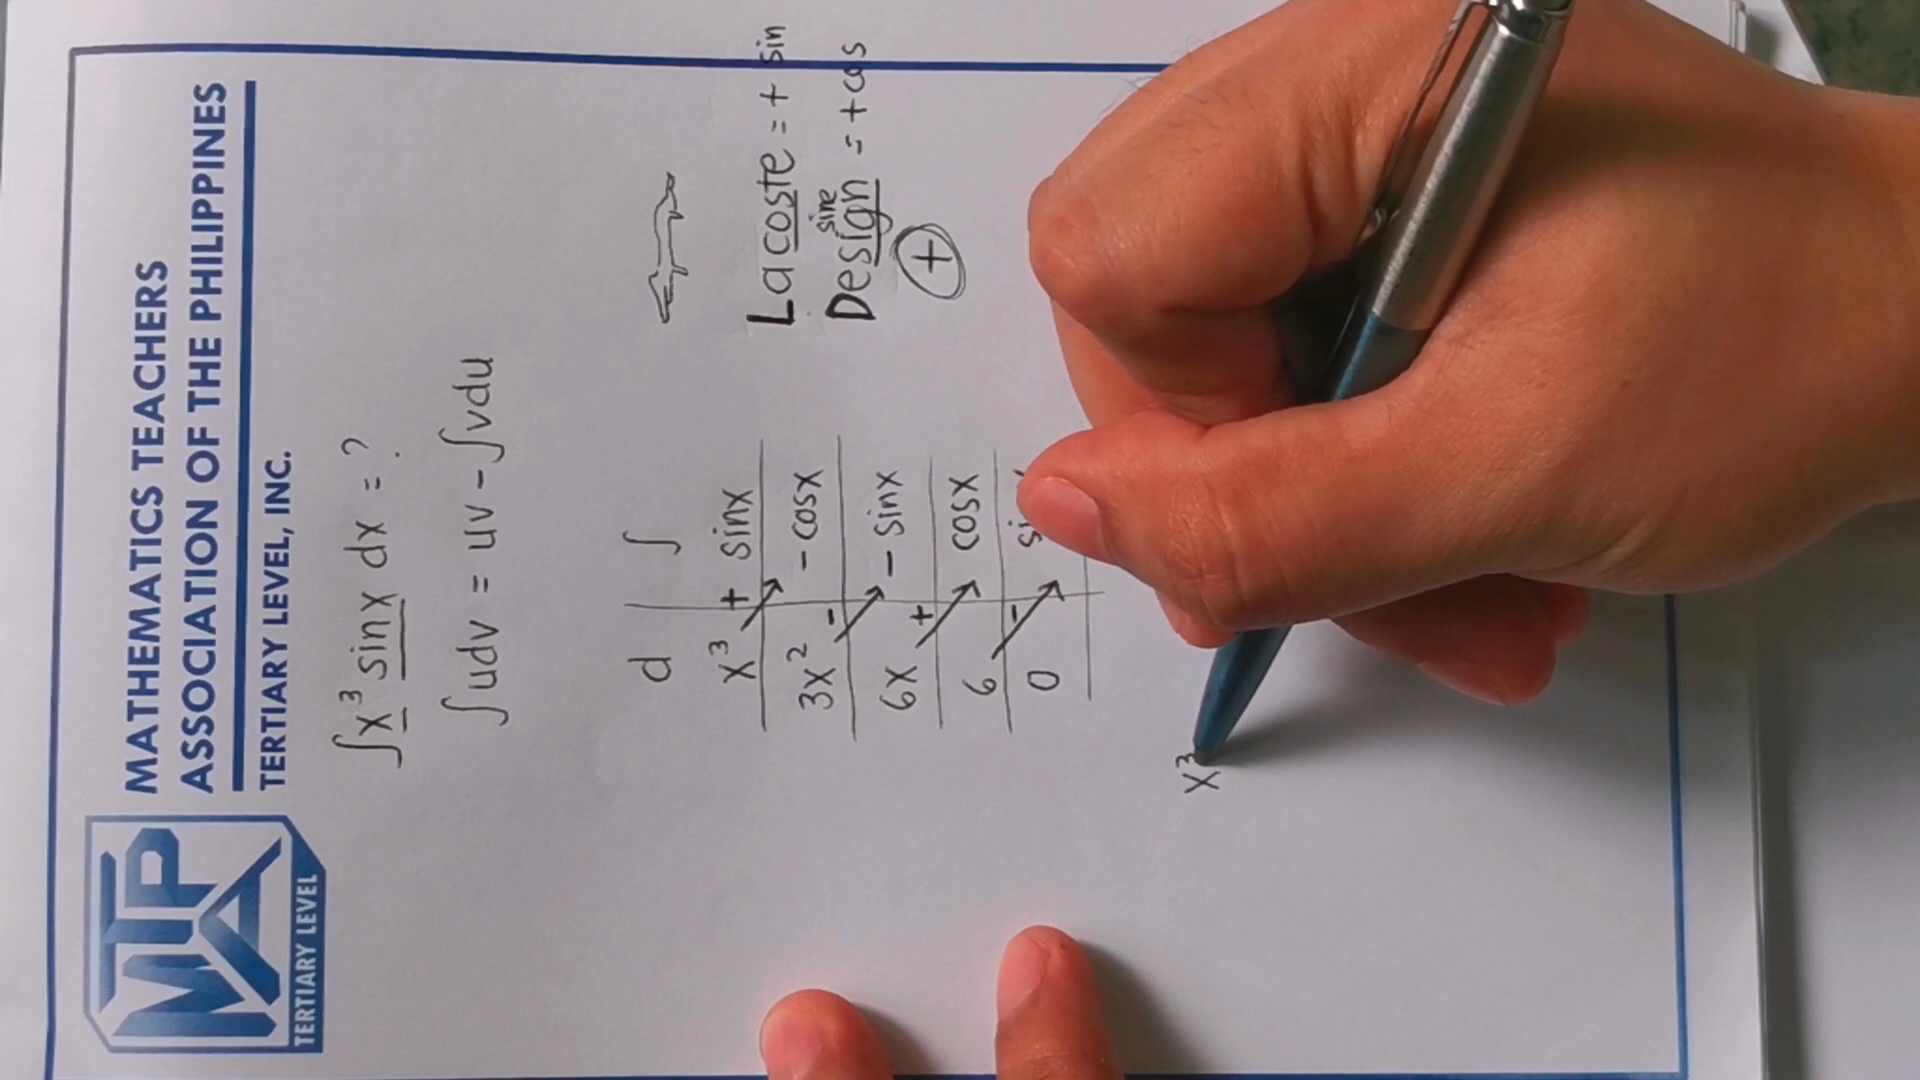 MTAP
TERTIARY LEVEL
MATHEMATICS TEACHERS
ASSOCIATION OF THE PHILIPPINES
TERTIARY LEVEL, INC.
∫x³ sinx dx = ?
∫udv = uv - ∫vdu
d ∫
x³ + sinx
3x² - - cosx
6x + - sinx
6 - cosx
0
Lacoste = + sin
sine
Design = + cos
+
x³